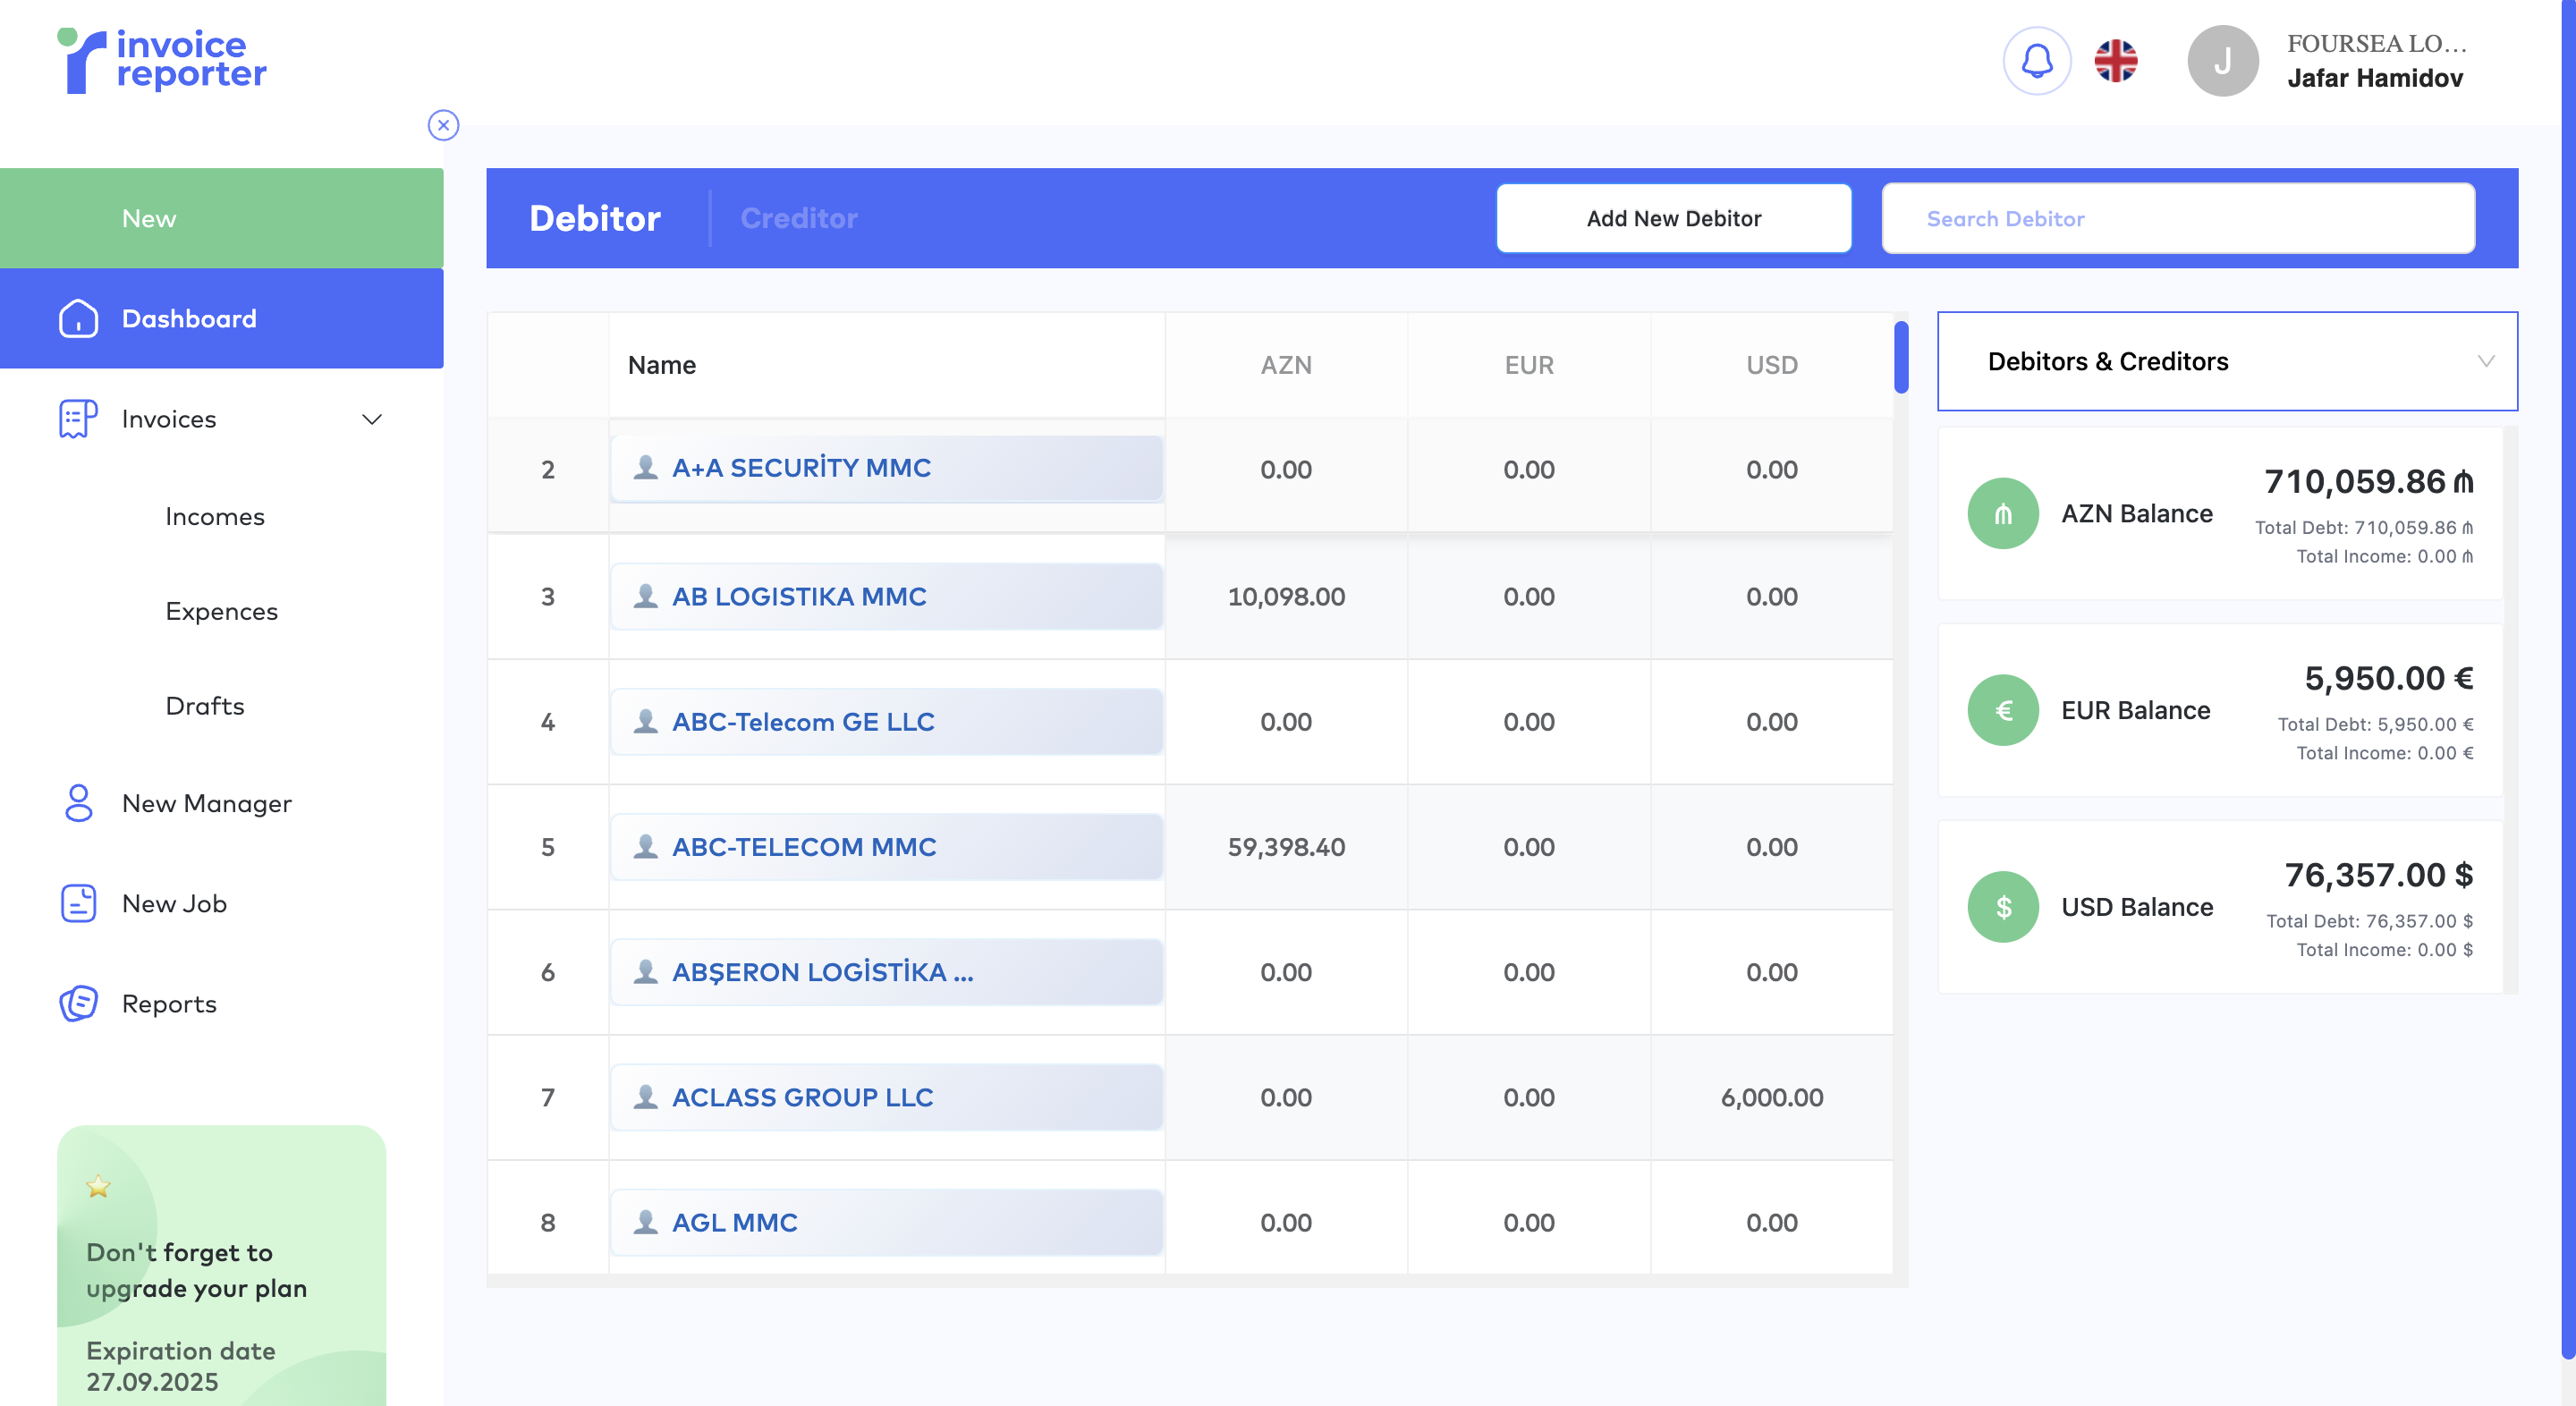 invoice
reporter
FOURSEA LO...
J
Jafar Hamidov
New
Dashboard
Invoices
Incomes
Expences
Drafts
New Manager
New Job
Reports
Don't forget to
upgrade your plan
Expiration date
27.09.2025
Debitor Creditor Add New Debitor Search Debitor
Name AZN EUR USD
2 A+A SECURİTY MMC 0.00 0.00 0.00
3 AB LOGISTIKA MMC 10,098.00 0.00 0.00
4 ABC-Telecom GE LLC 0.00 0.00 0.00
5 ABC-TELECOM MMC 59,398.40 0.00 0.00
6 ABŞERON LOGİSTİKA ... 0.00 0.00 0.00
7 ACLASS GROUP LLC 0.00 0.00 6,000.00
8 AGL MMC 0.00 0.00 0.00
Debitors & Creditors
710,059.86 ₼
₼ AZN Balance
Total Debt: 710,059.86 ₼
Total Income: 0.00 ₼
5,950.00 €
€ EUR Balance
Total Debt: 5,950.00 €
Total Income: 0.00 €
76,357.00 $
$ USD Balance
Total Debt: 76,357.00 $
Total Income: 0.00 $